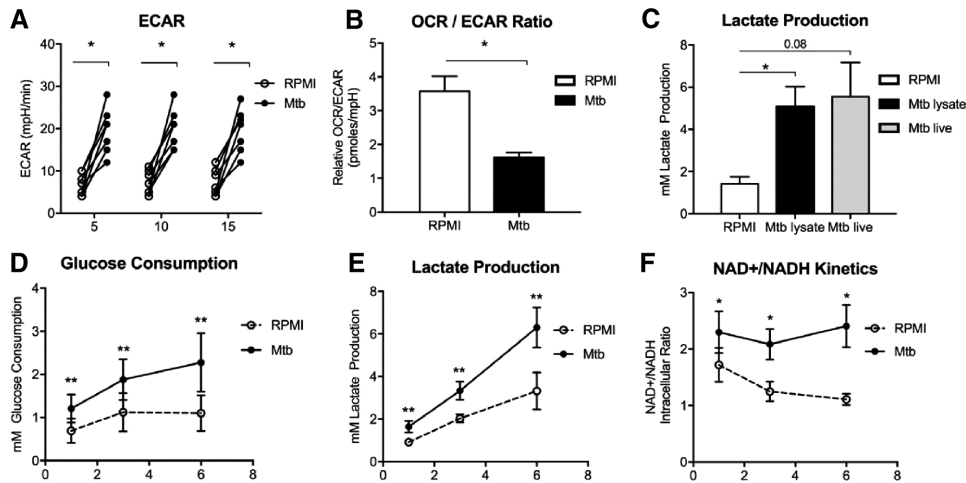 A
ECAR
ECAR (mpH/min)
40
30
20
10
0
*
*
*
5
10
15
RPMI
Mtb
B
OCR / ECAR Ratio
Relative OCR/ECAR
(pmoles/mpH)
5
4
3
2
1
0
*
RPMI
Mtb
RPMI
Mtb
C
Lactate Production
mM Lactate Production
8
6
4
2
0
0.08
*
RPMI
Mtb lysate
Mtb live
RPMI
Mtb lysate
Mtb live
D
Glucose Consumption
mM Glucose Consumption
4
3
2
1
0
**
**
**
0
2
4
6
8
RPMI
Mtb
E
Lactate Production
mM Lactate Production
8
6
4
2
0
**
**
**
0
2
4
6
8
RPMI
Mtb
F
NAD+/NADH Kinetics
NAD+/NADH
Intracellular Ratio
3
2
1
0
*
*
*
0
2
4
6
8
RPMI
Mtb